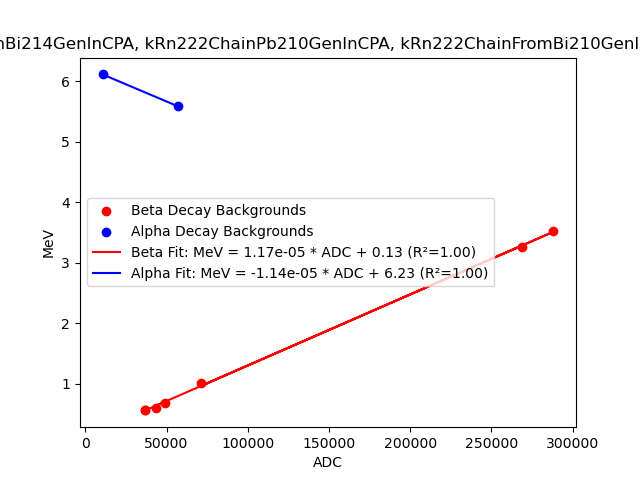 nBi214GenInCPA, kRn222ChainPb210GenInCPA, kRn222ChainFromBi210GenI
6
5
4
3
2
1
MeV
Beta Decay Backgrounds
Alpha Decay Backgrounds
Beta Fit: MeV = 1.17e-05 * ADC + 0.13 (R²=1.00)
Alpha Fit: MeV = -1.14e-05 * ADC + 6.23 (R²=1.00)
0 50000 100000 150000 200000 250000 300000
ADC